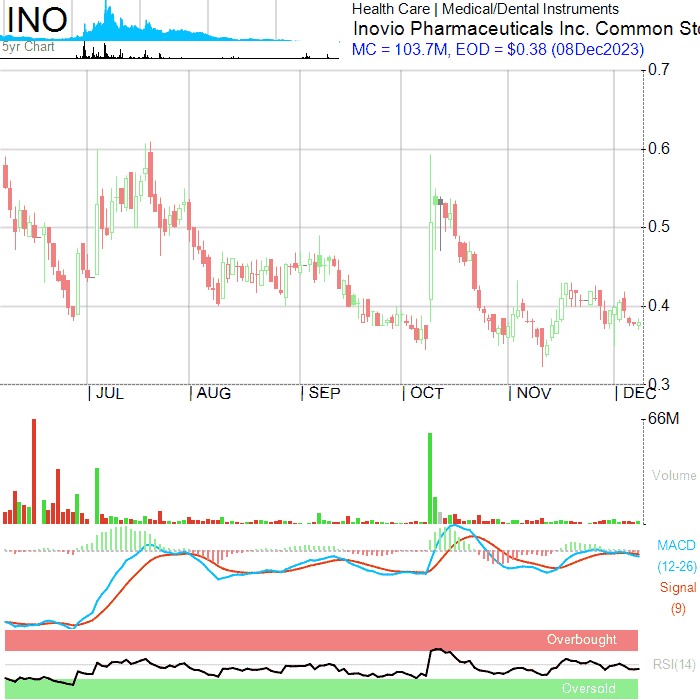 INO
5yr Chart
Health Care | Medical/Dental Instruments
Inovio Pharmaceuticals Inc. Common Sto
MC = 103.7M, EOD = $0.38 (08Dec2023)
0.7
0.6
0.5
0.4
0.3
JUL AUG SEP OCT NOV DEC
66M
Volume
MACD
(12-26)
Signal
(9)
Overbought
RSI(14)
Oversold